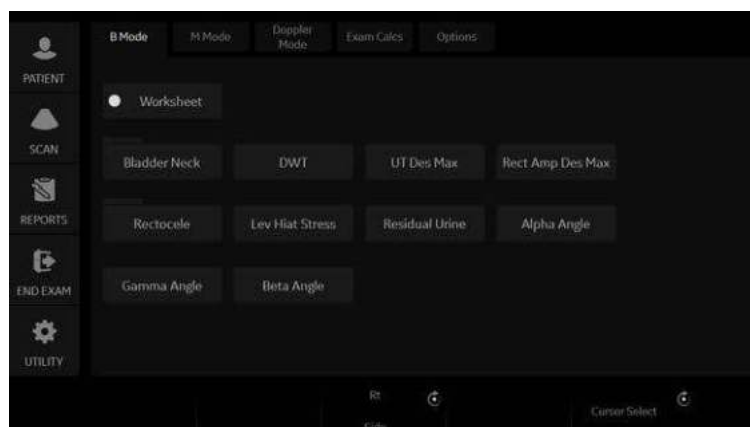 PATIENT
SCAN
REPORTS
END EXAM
UTILITY
B Mode
M Mode
Doppler
Mode
Exam Calcs
Options
Worksheet
Bladder Neck
DWT
UT Des Max
Rect Amp Des Max
Rectocele
Lev Hiat Stress
Residual Urine
Alpha Angle
Gamma Angle
Beta Angle
Rt
Side
Cursor Select